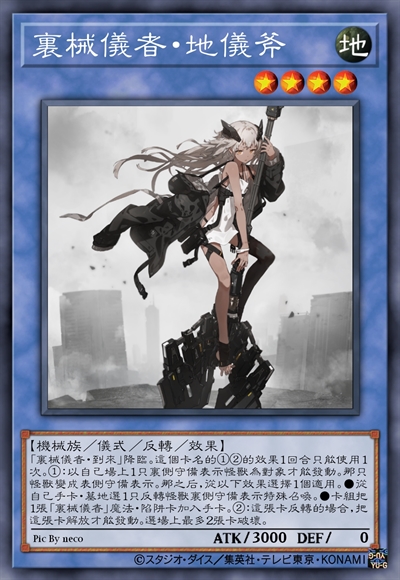 裏械儀者・地儀斧
地
【機械族／儀式／反轉／效果】
「裏械儀者・到來」降臨。這個卡名的①②的效果1回合只能使用1
次。①:以自己場上1只裏側守備表示怪獸為對象才能發動。那只
怪獸變成表側守備表示。那之后,從以下效果選擇1個適用。●從
自己手卡・墓地選1只反轉怪獸裏側守備表示特殊召喚。●卡組把
1張「裏械儀者」魔法・陷阱卡加入手卡。②:這張卡反轉的場合,把
這張卡解放才能發動。選場上最多2張卡破壞。
Pic By neco
ATK/3000 DEF/ 0
©スタジオ・ダイス／集英社・テレビ東京・KONAMI